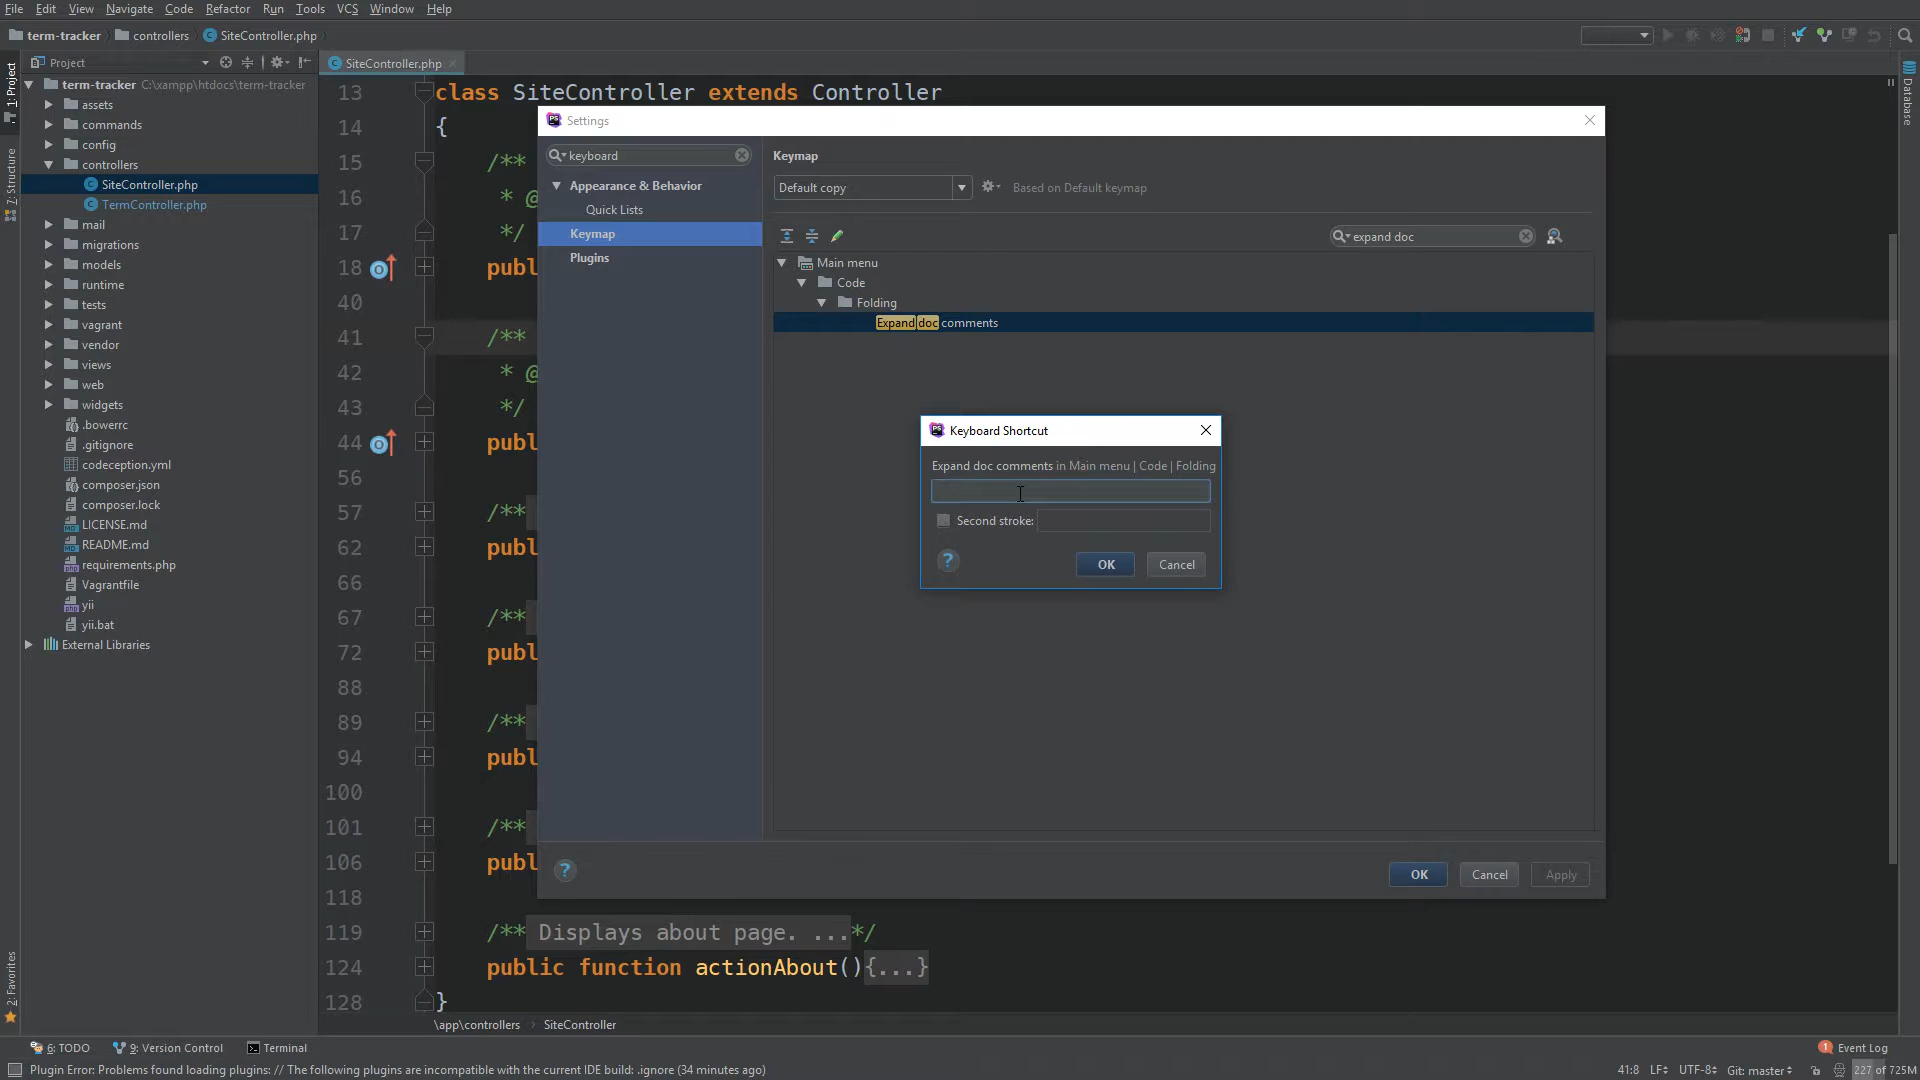 File Edit View Navigate Code Refactor Run Tools VCS Window Help
term-tracker controllers SiteController.php
Project
SiteController.php
1: Project
7: Structure
2: Favorites
Database
term-tracker C:\xampp\htdocs\term-tracker
assets
commands
config
controllers
SiteController.php
TermController.php
mail
migrations
models
runtime
tests
vagrant
vendor
views
web
widgets
.bowerrc
.gitignore
codeception.yml
composer.json
composer.lock
LICENSE.md
README.md
requirements.php
Vagrantfile
yii
yii.bat
External Libraries
13 class SiteController extends Controller
14 {
15 /**
16 * @
17 */
18 publ
40
41 /**
42 * @
43 */
44 publ
56
57 /**
62 publ
66
67 /**
72 publ
88
89 /**
94 publ
100
101 /**
106 publ
118
119 /** Displays about page. ...*/
124 public function actionAbout(){...}
128 }
\app\controllers SiteController
Settings
keyboard
Appearance & Behavior
Quick Lists
Keymap
Plugins
Keymap
Default copy
Based on Default keymap
expand doc
Main menu
Code
Folding
Expand doc comments
Keyboard Shortcut
Expand doc comments in Main menu | Code | Folding
Second stroke:
? OK Cancel
? OK Cancel Apply
6: TODO 9: Version Control Terminal 1 Event Log
Plugin Error: Problems found loading plugins: // The following plugins are incompatible with the current IDE build: .ignore (34 minutes ago) 41:8 LF UTF-8 Git: master 227 of 725M